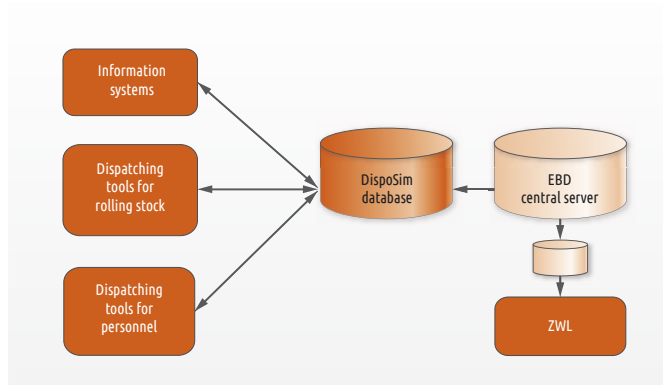 Information
systems
Dispatching
tools for
rolling stock
Dispatching
tools for
personnel
DispoSim
database
EBD
central server
ZWL